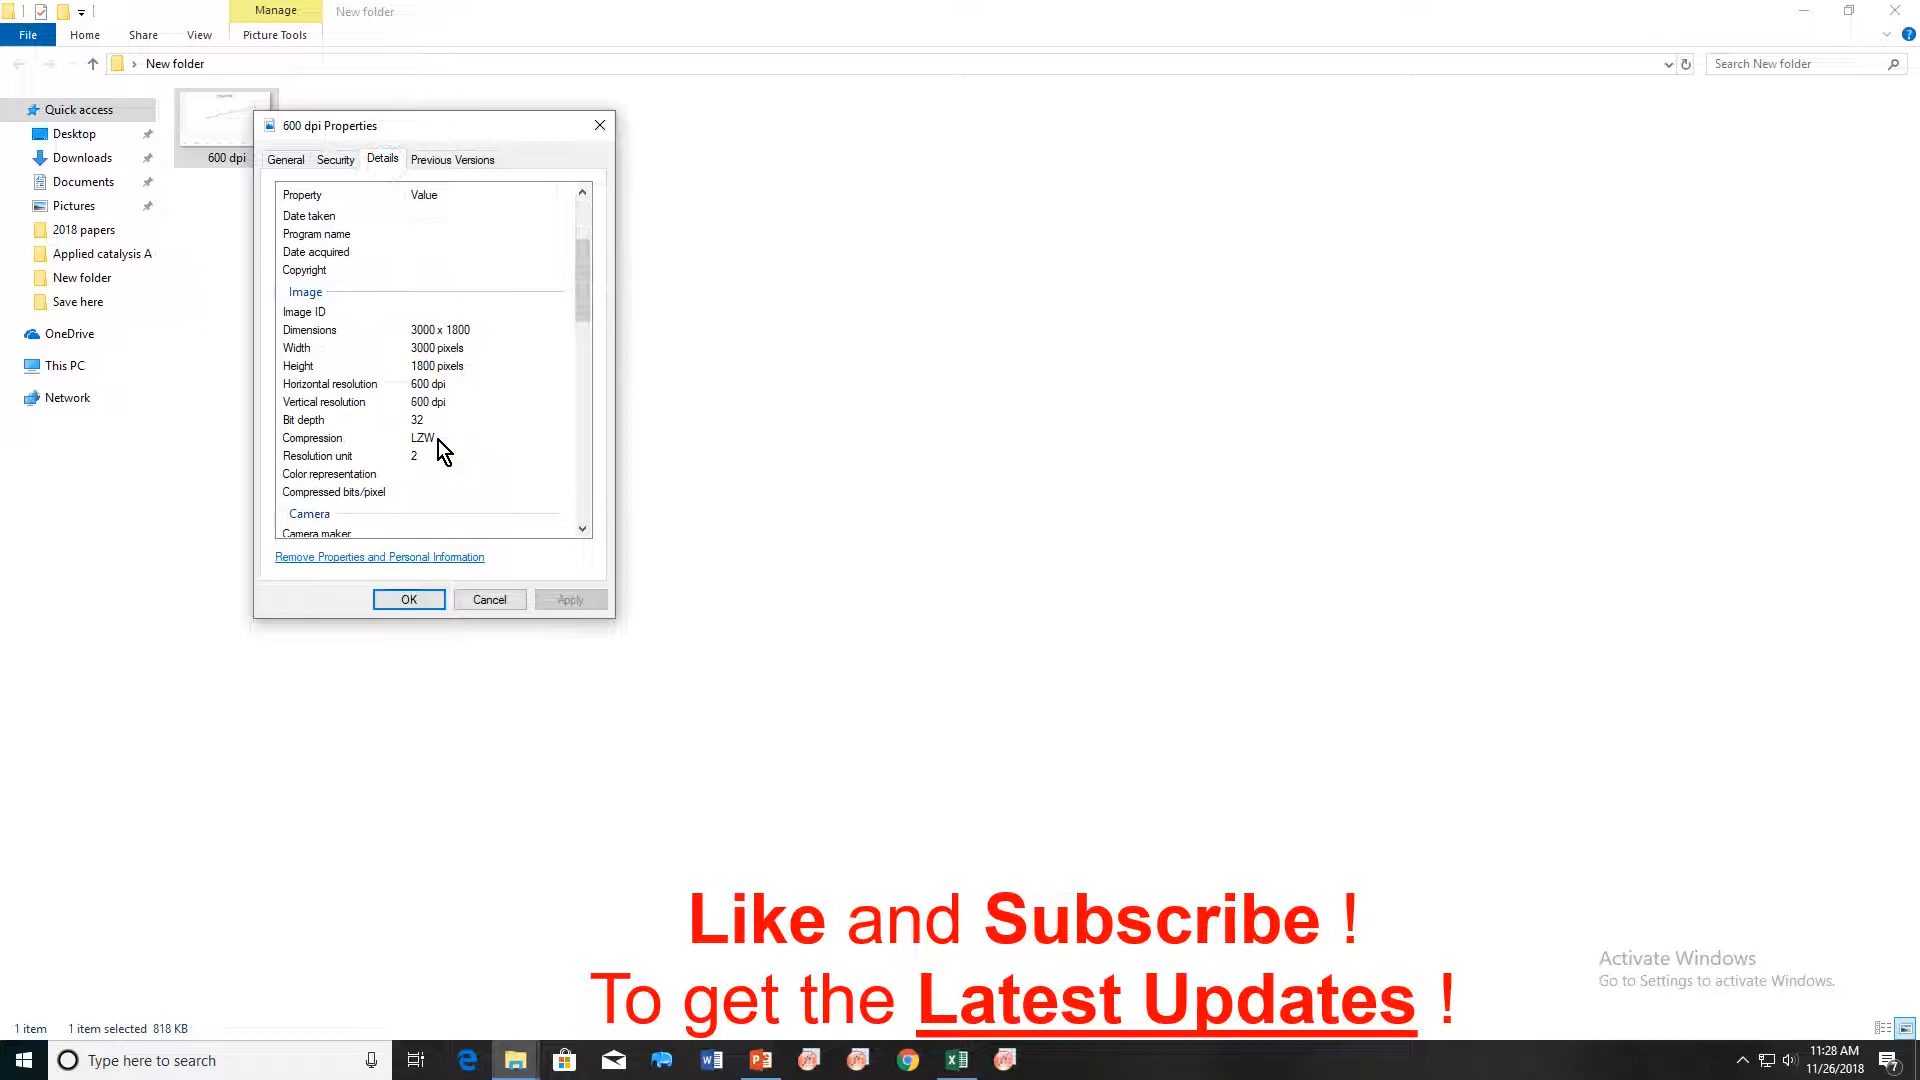 Manage
New folder
File
Home
Share
View
Picture Tools
New folder
Search New folder
Quick access
Desktop
Downloads
Documents
Pictures
2018 papers
Applied catalysis A
New folder
Save here
OneDrive
This PC
Network
600 dpi
600 dpi Properties
General
Security
Details
Previous Versions
Property
Value
Date taken
Program name
Date acquired
Copyright
Image
Image ID
Dimensions 3000 x 1800
Width 3000 pixels
Height 1800 pixels
Horizontal resolution 600 dpi
Vertical resolution 600 dpi
Bit depth 32
Compression LZW
Resolution unit 2
Color representation
Compressed bits/pixel
Camera
Camera maker
Remove Properties and Personal Information
OK
Cancel
Apply
Like and Subscribe !
To get the Latest Updates !
Activate Windows
Go to Settings to activate Windows.
1 item
1 item selected 818 KB
Type here to search
11:28 AM
11/26/2018
7